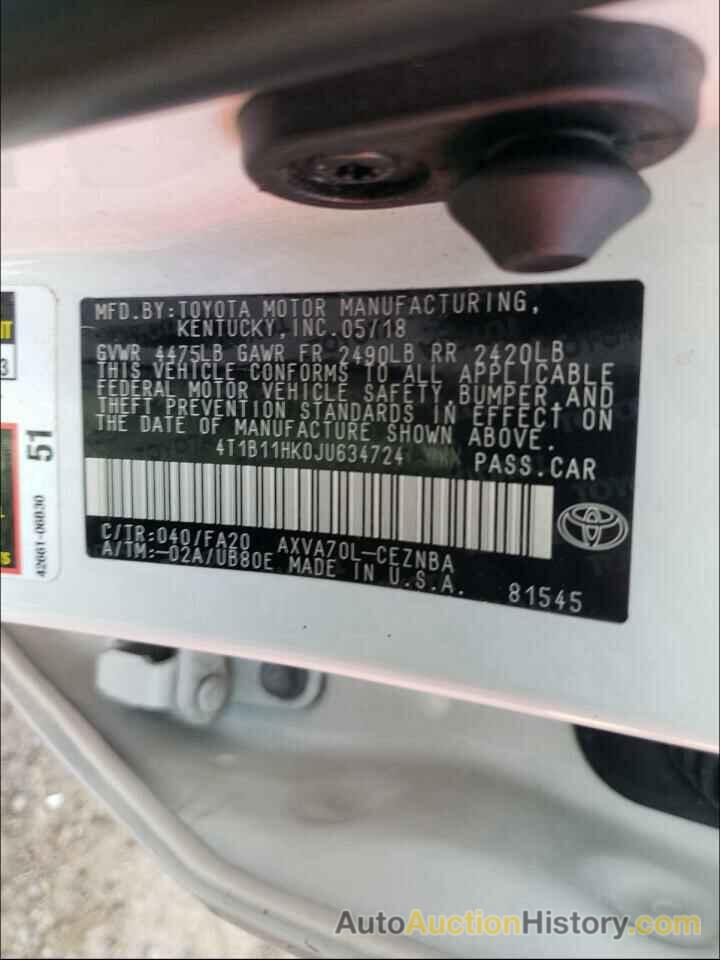 MFD.BY:TOYOTA MOTOR MANUFACTURING,
KENTUCKY,INC.05/18
GVWR 4475LB GAWR FR 2490LB RR 2420LB
THIS VEHICLE CONFORMS TO ALL APPLICABLE
FEDERAL MOTOR VEHICLE SAFETY,BUMPER,AND
THEFT PREVENTION STANDARDS IN EFFECT ON
THE DATE OF MANUFACTURE SHOWN ABOVE.
4T1B11HK0JU634724 PASS.CAR
C/TR:040/FA20 AXVA70L-CEZNBA
A/TM:-02A/UB80E MADE IN U.S.A.
81545
51
42661-06B30
AutoAuctionHistory.com